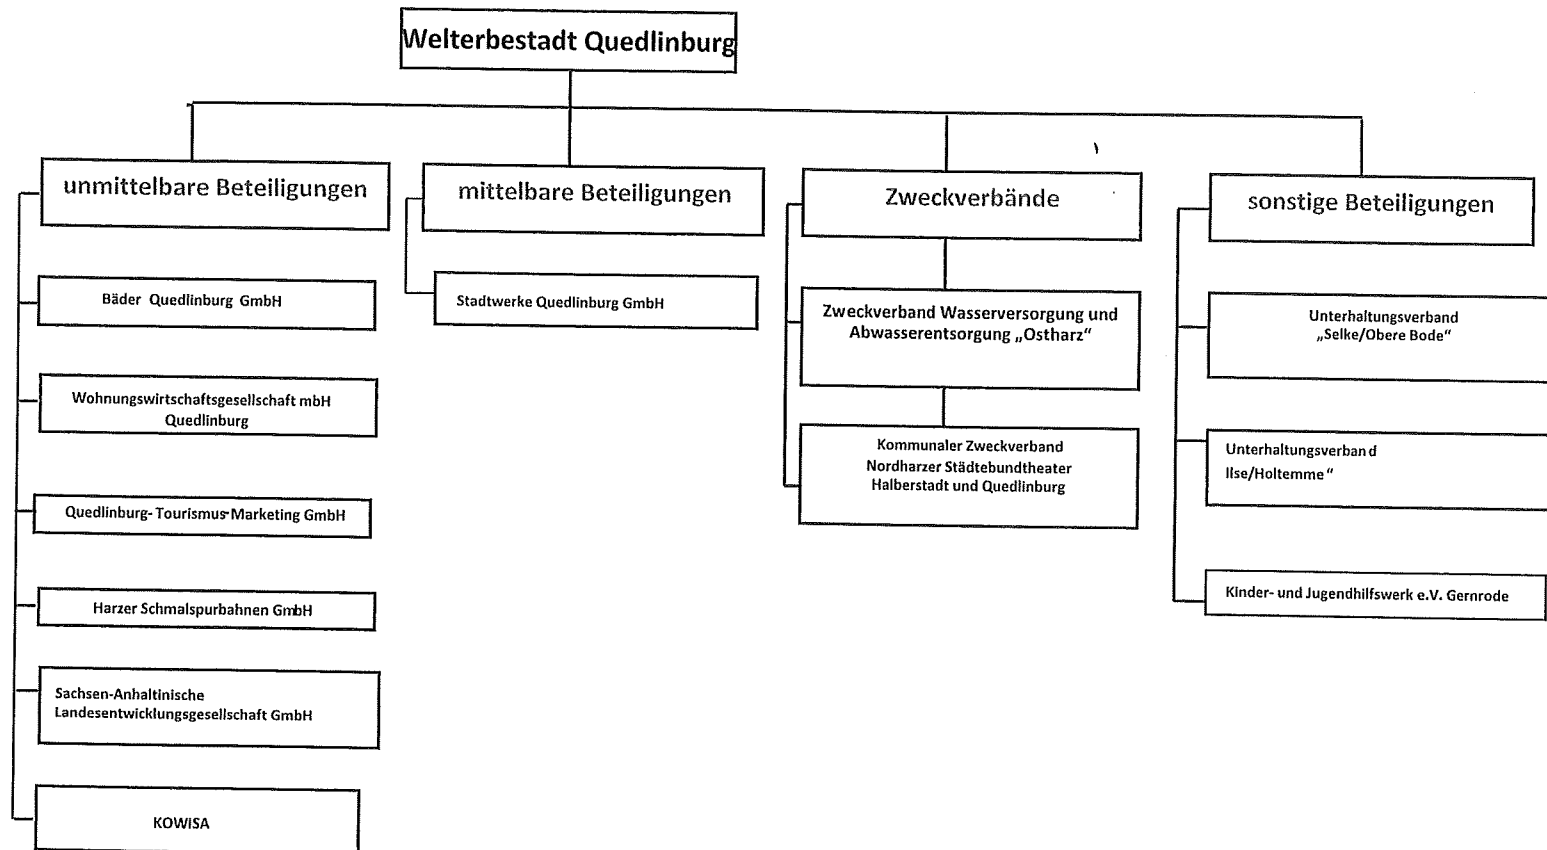 Welterbestadt Quedlinburg
unmittelbare Beteiligungen
Bäder Quedlinburg GmbH
Wohnungswirtschaftsgesellschaft mbH
Quedlinburg
Quedlinburg-Tourismus-Marketing GmbH
Harzer Schmalspurbahnen GmbH
Sachsen-Anhaltinische
Landesentwicklungsgesellschaft GmbH
KOWISA
mittelbare Beteiligungen
Stadtwerke Quedlinburg GmbH
Zweckverbände
Zweckverband Wasserversorgung und
Abwasserentsorgung „Ostharz“
Kommunaler Zweckverband
Nordharzer Städtebundtheater
Halberstadt und Quedlinburg
sonstige Beteiligungen
Unterhaltungsverband
„Selke/Obere Bode“
Unterhaltungsverband
Ilse/Holtemme“
Kinder- und Jugendhilfswerk e.V. Gernrode